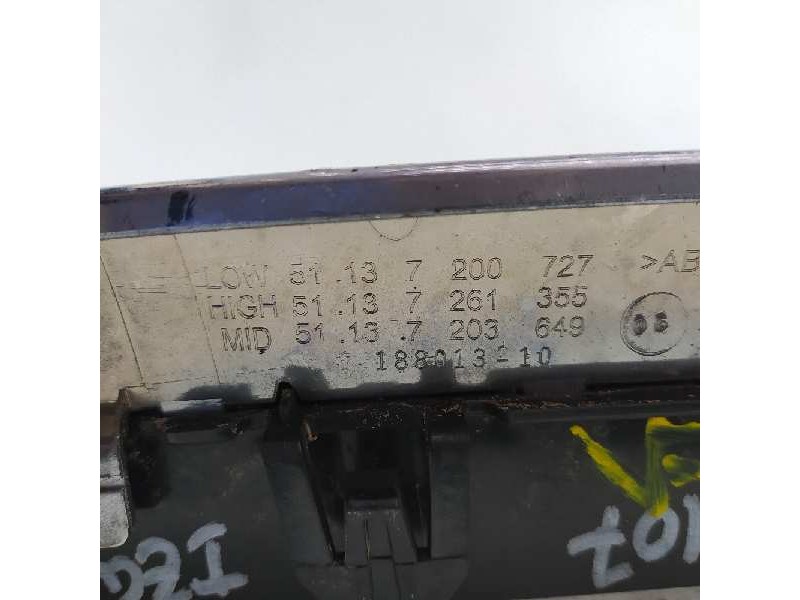 LOW 51.13 7 200 727 >AB
HIGH 51.13 7 261 355
MID 51.13.7 203 649
188013-10
107